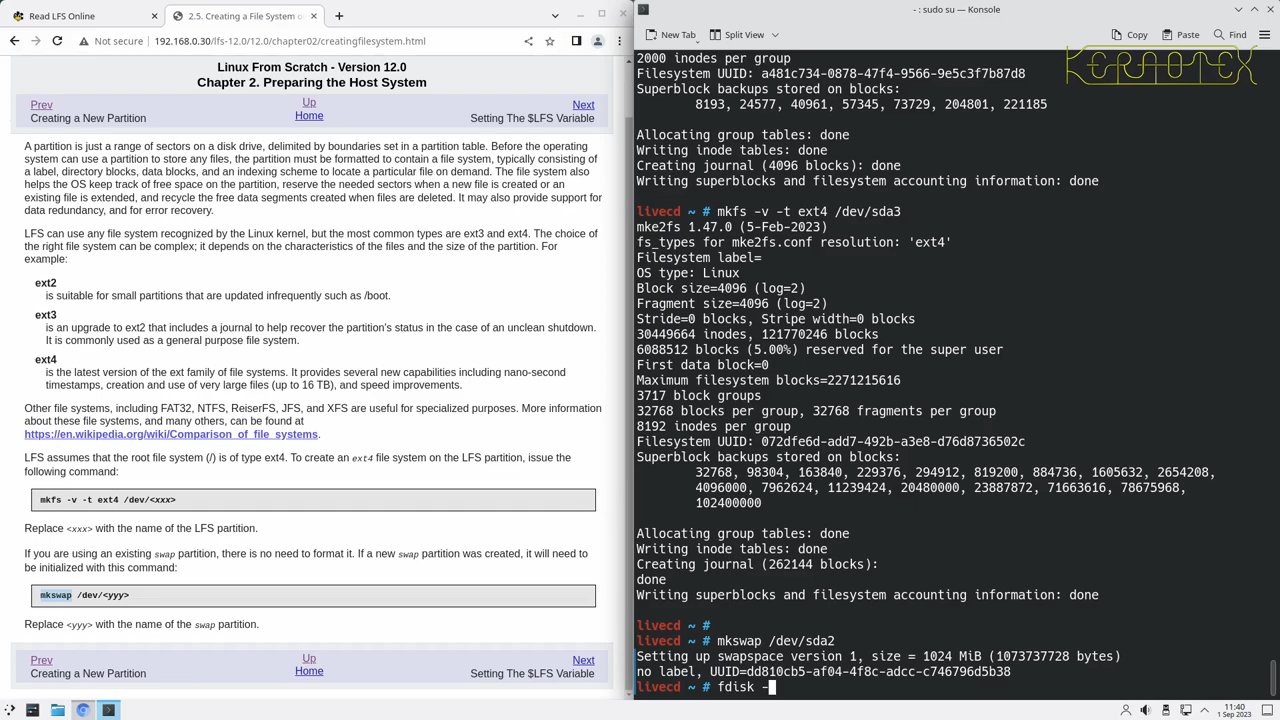 Read LFS Online
2.5. Creating a File System o
Not secure
192.168.0.30/lfs-12.0/12.0/chapter02/creatingfilesystem.html
Linux From Scratch - Version 12.0
Chapter 2. Preparing the Host System
Prev
Up
Next
Creating a New Partition
Home
Setting The $LFS Variable
A partition is just a range of sectors on a disk drive, delimited by boundaries set in a partition table. Before the operating
system can use a partition to store any files, the partition must be formatted to contain a file system, typically consisting of
a label, directory blocks, data blocks, and an indexing scheme to locate a particular file on demand. The file system also
helps the OS keep track of free space on the partition, reserve the needed sectors when a new file is created or an
existing file is extended, and recycle the free data segments created when files are deleted. It may also provide support for
data redundancy, and for error recovery.
LFS can use any file system recognized by the Linux kernel, but the most common types are ext3 and ext4. The choice of
the right file system can be complex; it depends on the characteristics of the files and the size of the partition. For
example:
ext2
is suitable for small partitions that are updated infrequently such as /boot.
ext3
is an upgrade to ext2 that includes a journal to help recover the partition's status in the case of an unclean shutdown.
It is commonly used as a general purpose file system.
ext4
is the latest version of the ext family of file systems. It provides several new capabilities including nano-second
timestamps, creation and use of very large files (up to 16 TB), and speed improvements.
Other file systems, including FAT32, NTFS, ReiserFS, JFS, and XFS are useful for specialized purposes. More information
about these file systems, and many others, can be found at
https://en.wikipedia.org/wiki/Comparison_of_file_systems.
LFS assumes that the root file system (/) is of type ext4. To create an ext4 file system on the LFS partition, issue the
following command:
mkfs -v -t ext4 /dev/<xxx>
Replace <xxx> with the name of the LFS partition.
If you are using an existing swap partition, there is no need to format it. If a new swap partition was created, it will need to
be initialized with this command:
mkswap /dev/<yyy>
Replace <yyy> with the name of the swap partition.
Prev
Up
Next
Creating a New Partition
Home
Setting The $LFS Variable
- : sudo su — Konsole
New Tab
Split View
Copy
Paste
Find
KERNOTEX
2000 inodes per group
Filesystem UUID: a481c734-0878-47f4-9566-9e5c3f7b87d8
Superblock backups stored on blocks:
8193, 24577, 40961, 57345, 73729, 204801, 221185
Allocating group tables: done
Writing inode tables: done
Creating journal (4096 blocks): done
Writing superblocks and filesystem accounting information: done
livecd ~ # mkfs -v -t ext4 /dev/sda3
mke2fs 1.47.0 (5-Feb-2023)
fs_types for mke2fs.conf resolution: 'ext4'
Filesystem label=
OS type: Linux
Block size=4096 (log=2)
Fragment size=4096 (log=2)
Stride=0 blocks, Stripe width=0 blocks
30449664 inodes, 121770246 blocks
6088512 blocks (5.00%) reserved for the super user
First data block=0
Maximum filesystem blocks=2271215616
3717 block groups
32768 blocks per group, 32768 fragments per group
8192 inodes per group
Filesystem UUID: 072dfe6d-add7-492b-a3e8-d76d8736502c
Superblock backups stored on blocks:
32768, 98304, 163840, 229376, 294912, 819200, 884736, 1605632, 2654208,
4096000, 7962624, 11239424, 20480000, 23887872, 71663616, 78675968,
102400000
Allocating group tables: done
Writing inode tables: done
Creating journal (262144 blocks):
done
Writing superblocks and filesystem accounting information: done
livecd ~ #
livecd ~ # mkswap /dev/sda2
Setting up swapspace version 1, size = 1024 MiB (1073737728 bytes)
no label, UUID=dd810cb5-af04-4f8c-adcc-c746796d5b38
livecd ~ # fdisk -
11:40
1 Sep 2023